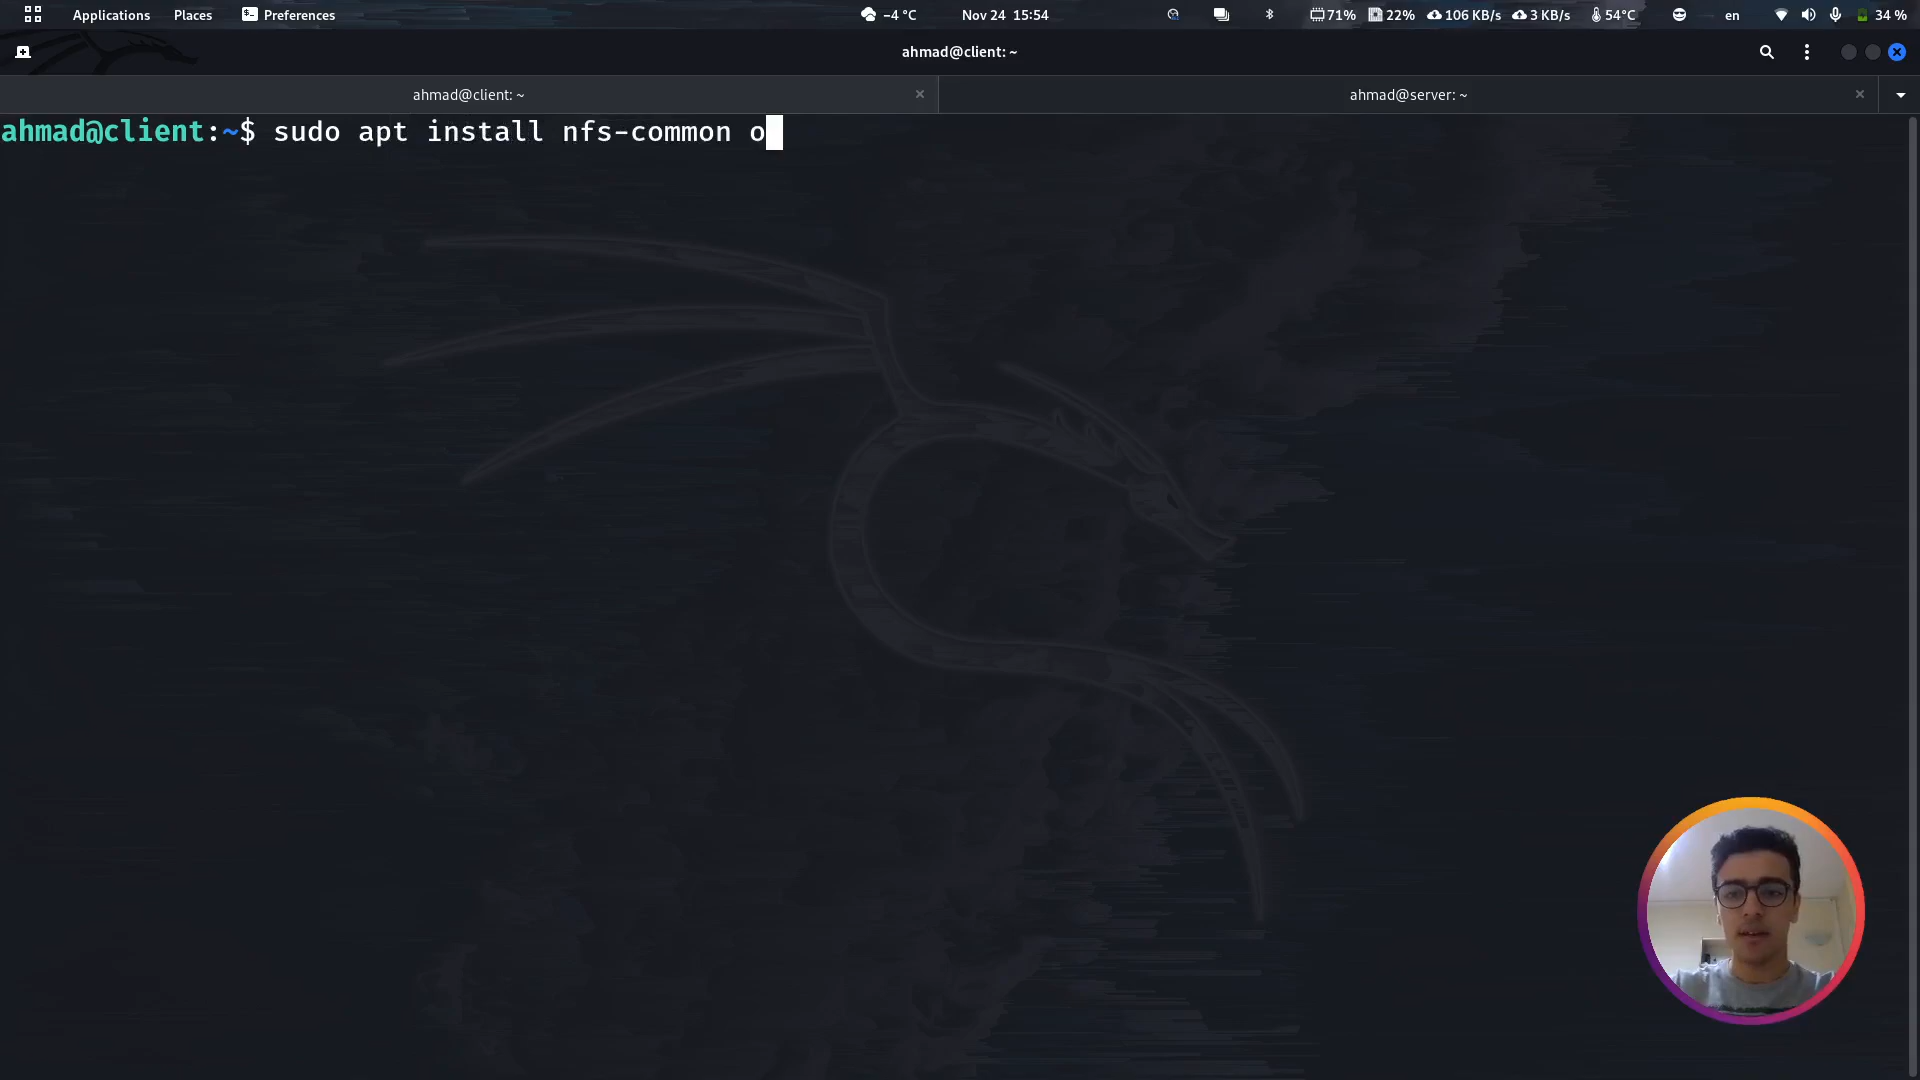 Applications Places Preferences −4 °C Nov 24 15:54 71% 22% 106 KB/s 3 KB/s 54°C en 34 %
ahmad@client: ~
ahmad@client: ~ ahmad@server: ~
ahmad@client:~$ sudo apt install nfs-common o